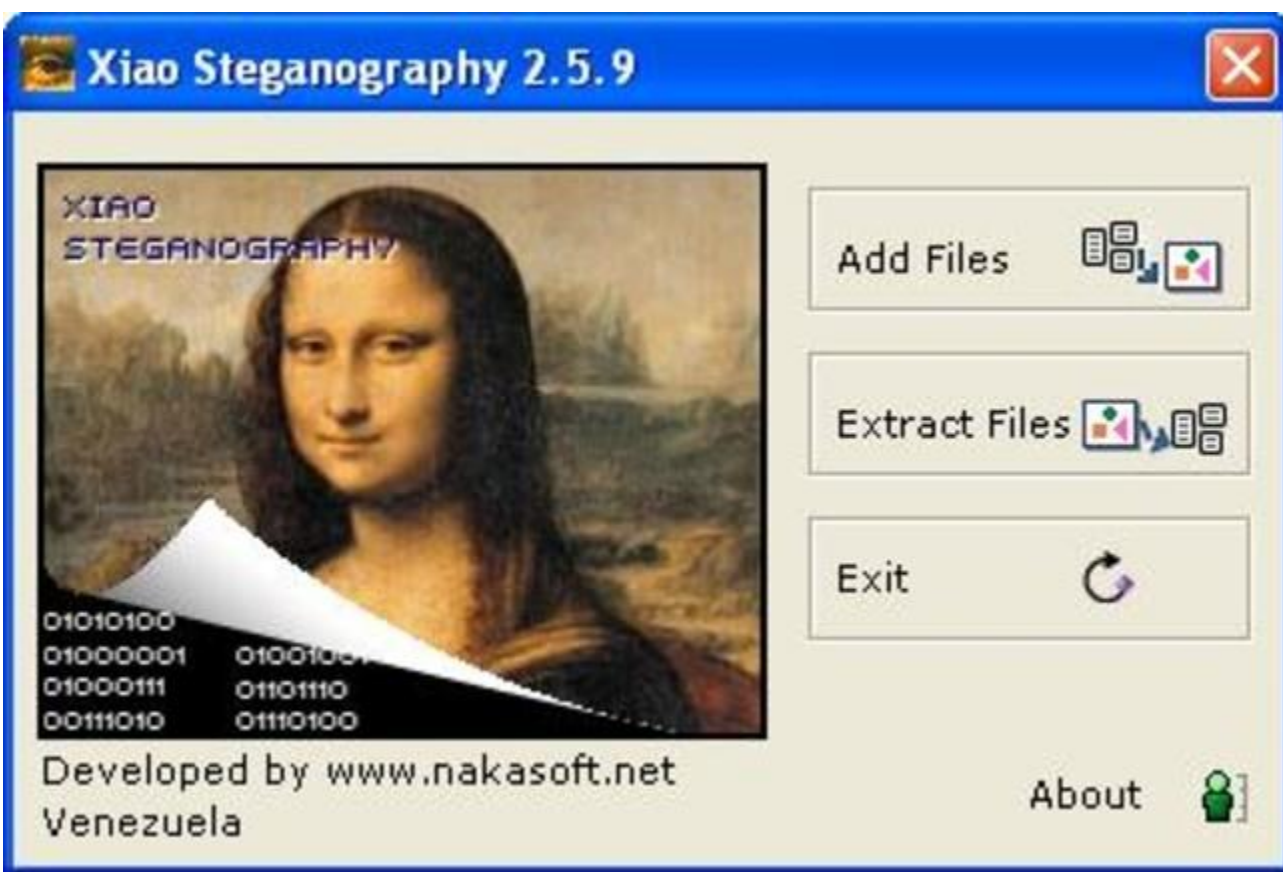 Xiao Steganography 2.5.9
XIAO
STEGANOGRAPHY
Add Files
Extract Files
Exit
01010100
01000001
01000111 01101110
00111010 01110100
Developed by www.nakasoft.net
Venezuela
About